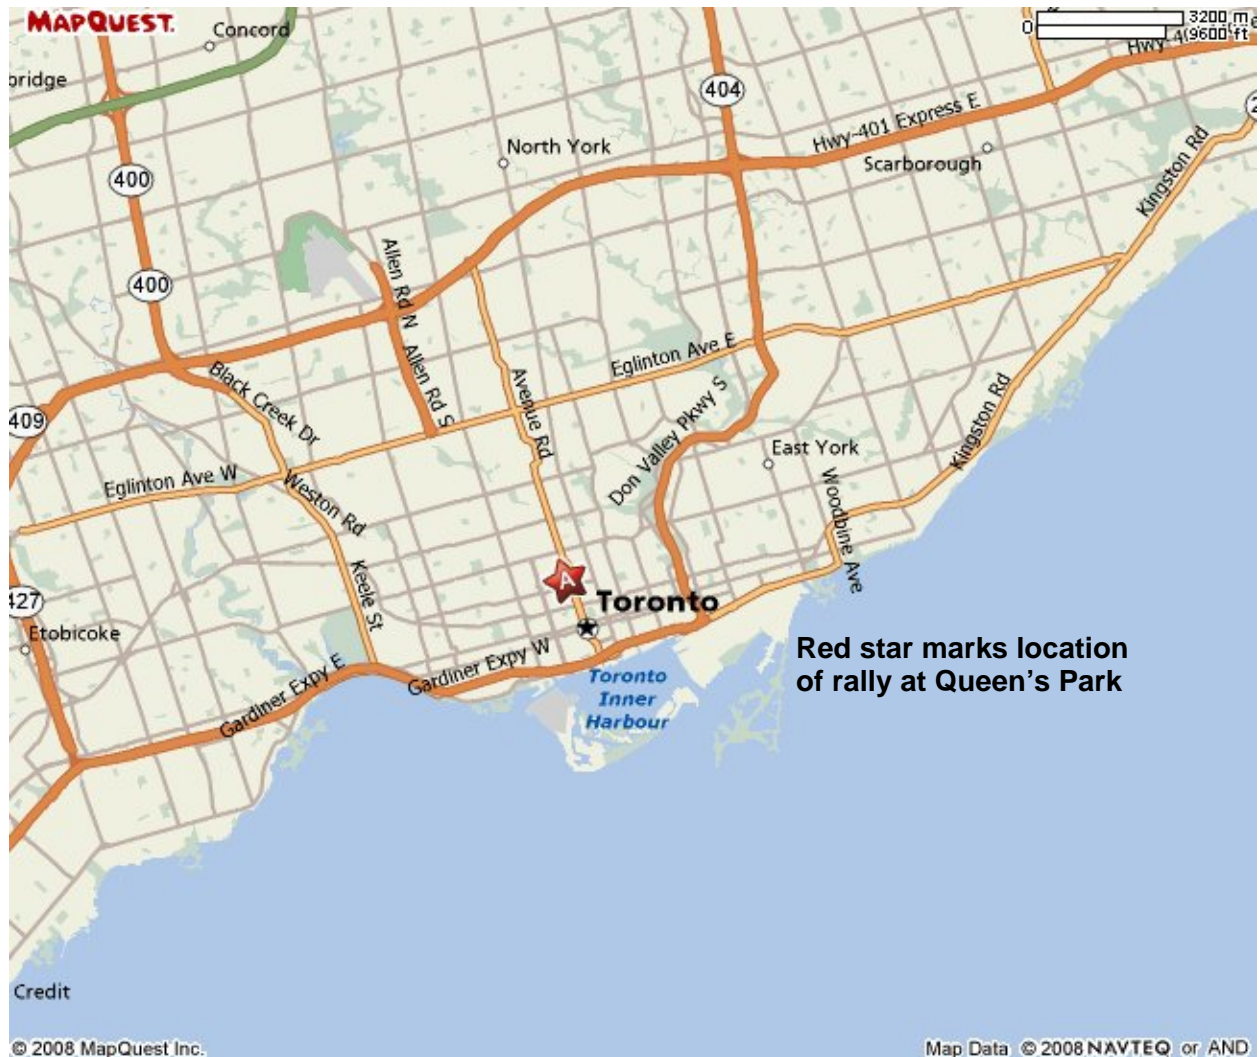 MAPQUEST.
Concord
3200 m
0
9600 ft
bridge
404
Hwy-401 Express E
North York
Scarborough
400
Kingston Rd
400
Allen Rd N
Allen Rd S
Eglinton Ave E
Black Creek Dr
Avenue Rd
409
Don Valley Pkwy S
East York
Kingston Rd
Eglinton Ave W
Weston Rd
Woodbine Ave
Keele St
A
Toronto
427
Etobicoke
Red star marks location
of rally at Queen's Park
Gardiner Expy E
Gardiner Expy W
Toronto
Inner
Harbour
Credit
© 2008 MapQuest Inc.
Map Data © 2008 NAVTEQ or AND